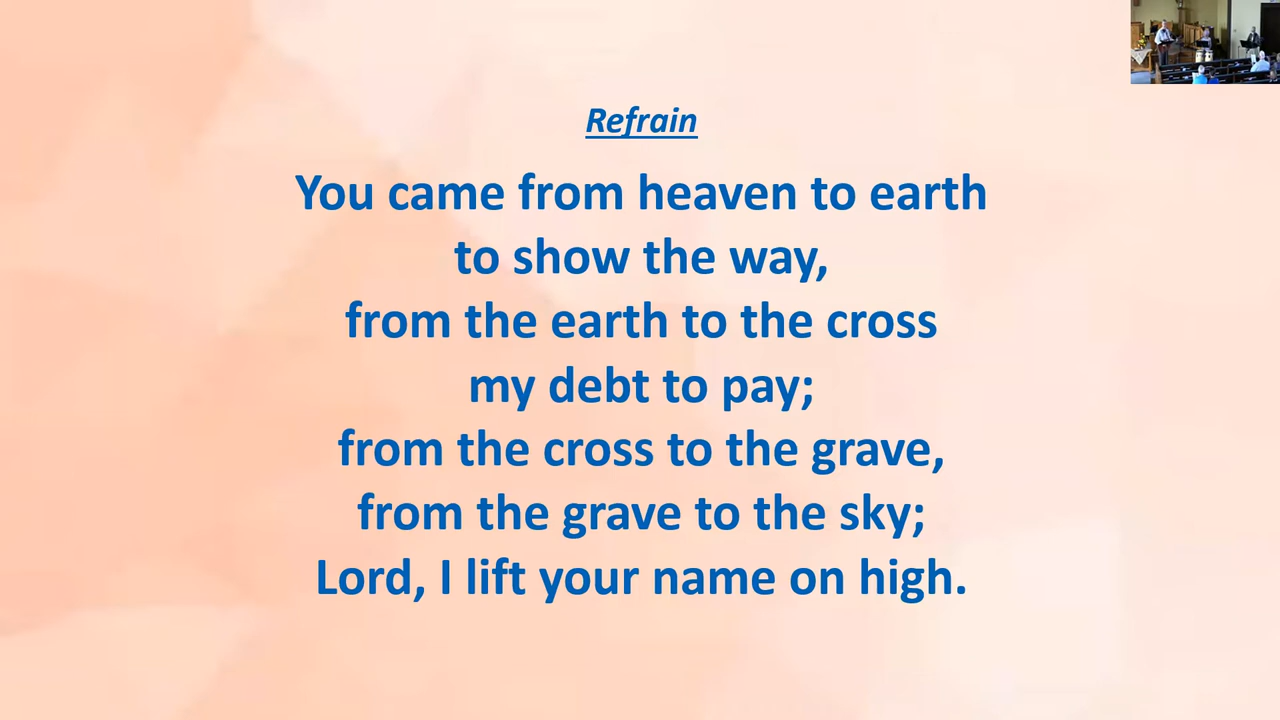 Refrain
You came from heaven to earth
to show the way,
from the earth to the cross
my debt to pay;
from the cross to the grave,
from the grave to the sky;
Lord, I lift your name on high.